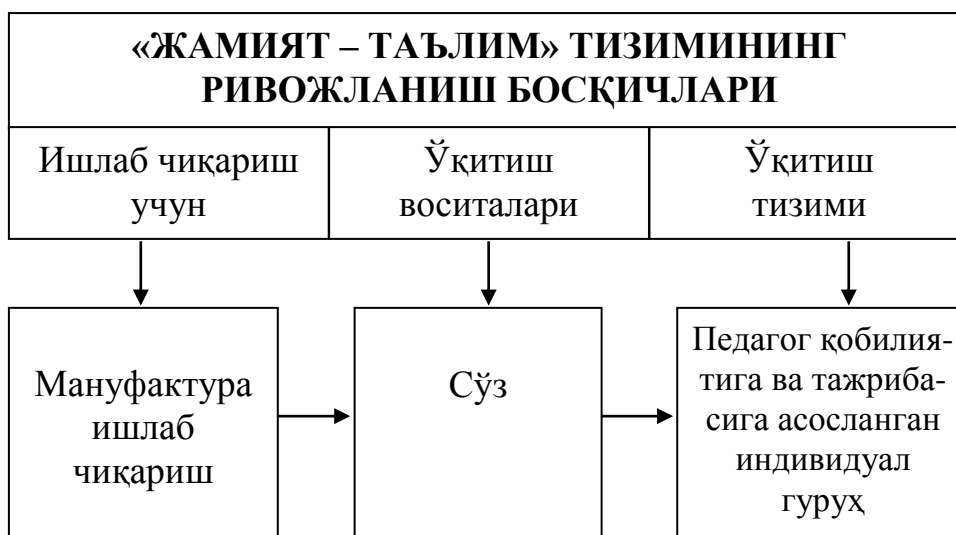 «ЖАМИЯТ – ТАЪЛИМ» ТИЗИМИНИНГ
РИВОЖЛАНИШ БОСҚИЧЛАРИ
Ишлаб чиқариш
учун
Ўқитиш
воситалари
Ўқитиш
тизими
Мануфактура
ишлаб
чиқариш
Сўз
Педагог қобилия-
тига ва тажриба-
сига асосланган
индивидуал
гуруҳ